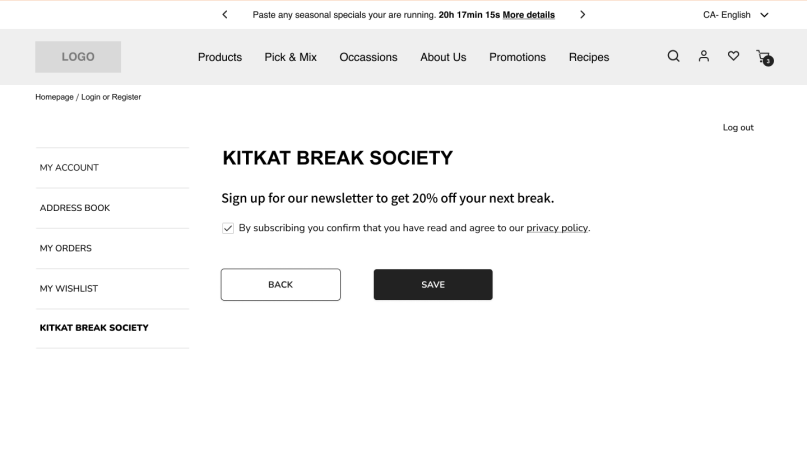 Paste any seasonal specials your are running. 20h 17min 15s More details
CA- English
LOGO
Products
Pick & Mix
Occassions
About Us
Promotions
Recipes
3
Homepage / Login or Register
Log out
MY ACCOUNT
ADDRESS BOOK
MY ORDERS
MY WISHLIST
KITKAT BREAK SOCIETY
KITKAT BREAK SOCIETY
Sign up for our newsletter to get 20% off your next break.
By subscribing you confirm that you have read and agree to our privacy policy.
BACK
SAVE